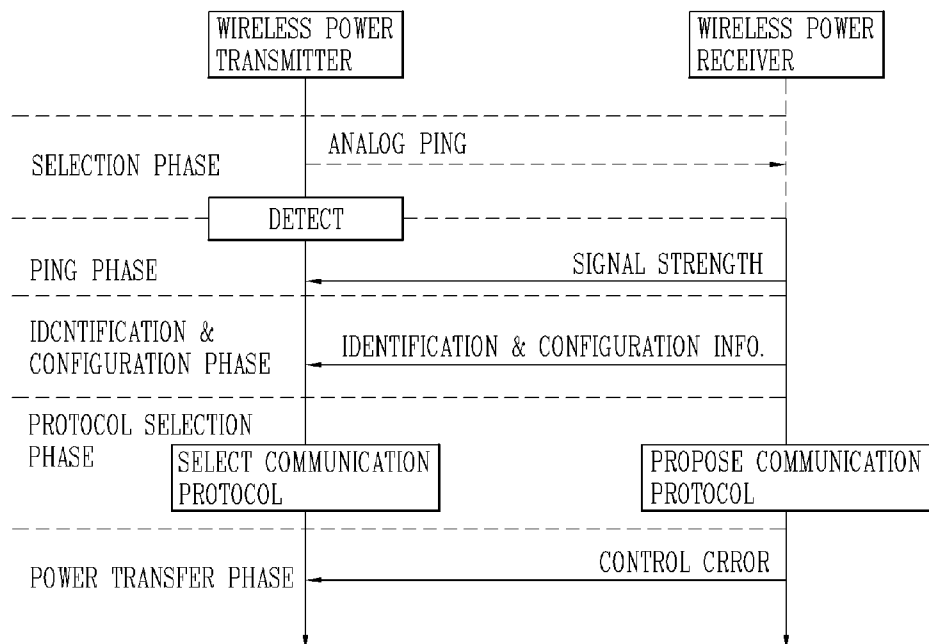 WIRELESS POWER
TRANSMITTER
WIRELESS POWER
RECEIVER
ANALOG PING
SELECTION PHASE
DETECT
SIGNAL STRENGTH
PING PHASE
IDCNTIFICATION &
CONFIGURATION PHASE
IDENTIFICATION & CONFIGURATION INFO.
PROTOCOL SELECTION
PHASE
SELECT COMMUNICATION
PROTOCOL
PROPOSE COMMUNICATION
PROTOCOL
CONTROL CRROR
POWER TRANSFER PHASE